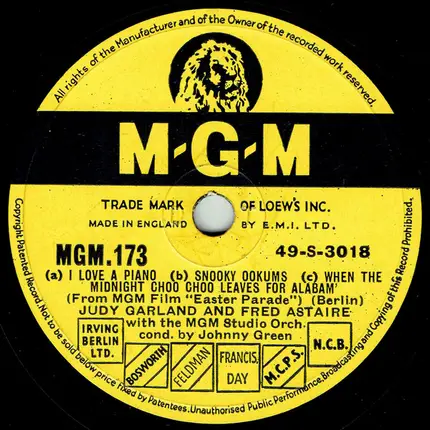 All rights of the Manufacturer and of the Owner of the recorded work reserved.
M-G-M
TRADE MARK OF LOEW'S INC.
MADE IN ENGLAND BY E.M.I. LTD.
MGM.173 49-S-3018
(a) I LOVE A PIANO (b) SNOOKY OOKUMS (c) WHEN THE
MIDNIGHT CHOO CHOO LEAVES FOR ALABAM'
(From MGM Film "Easter Parade") (Berlin)
JUDY GARLAND AND FRED ASTAIRE
with the MGM Studio Orch.
cond. by Johnny Green
IRVING
BERLIN
LTD.
BOSWORTH
FELDMAN
FRANCIS,
DAY
M.C.P.S.
N.C.B.
Copyright Patented Record. Not to be sold below price fixed by Patentees. Unauthorised Public Performance, Broadcasting and Copying of this Record Prohibited.